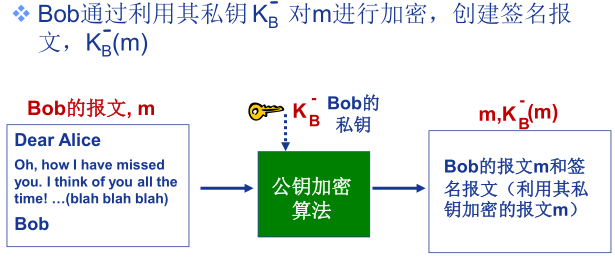 ❖ Bob通过利用其私钥 K_B^- 对m进行加密，创建签名报
文，K_B^-(m)
Bob的报文, m
Dear Alice
Oh, how I have missed
you. I think of you all the
time! …(blah blah blah)
Bob
K_B^-
Bob的
私钥
公钥加密
算法
m,K_B^-(m)
Bob的报文m和签
名报文（利用其私
钥加密的报文m）